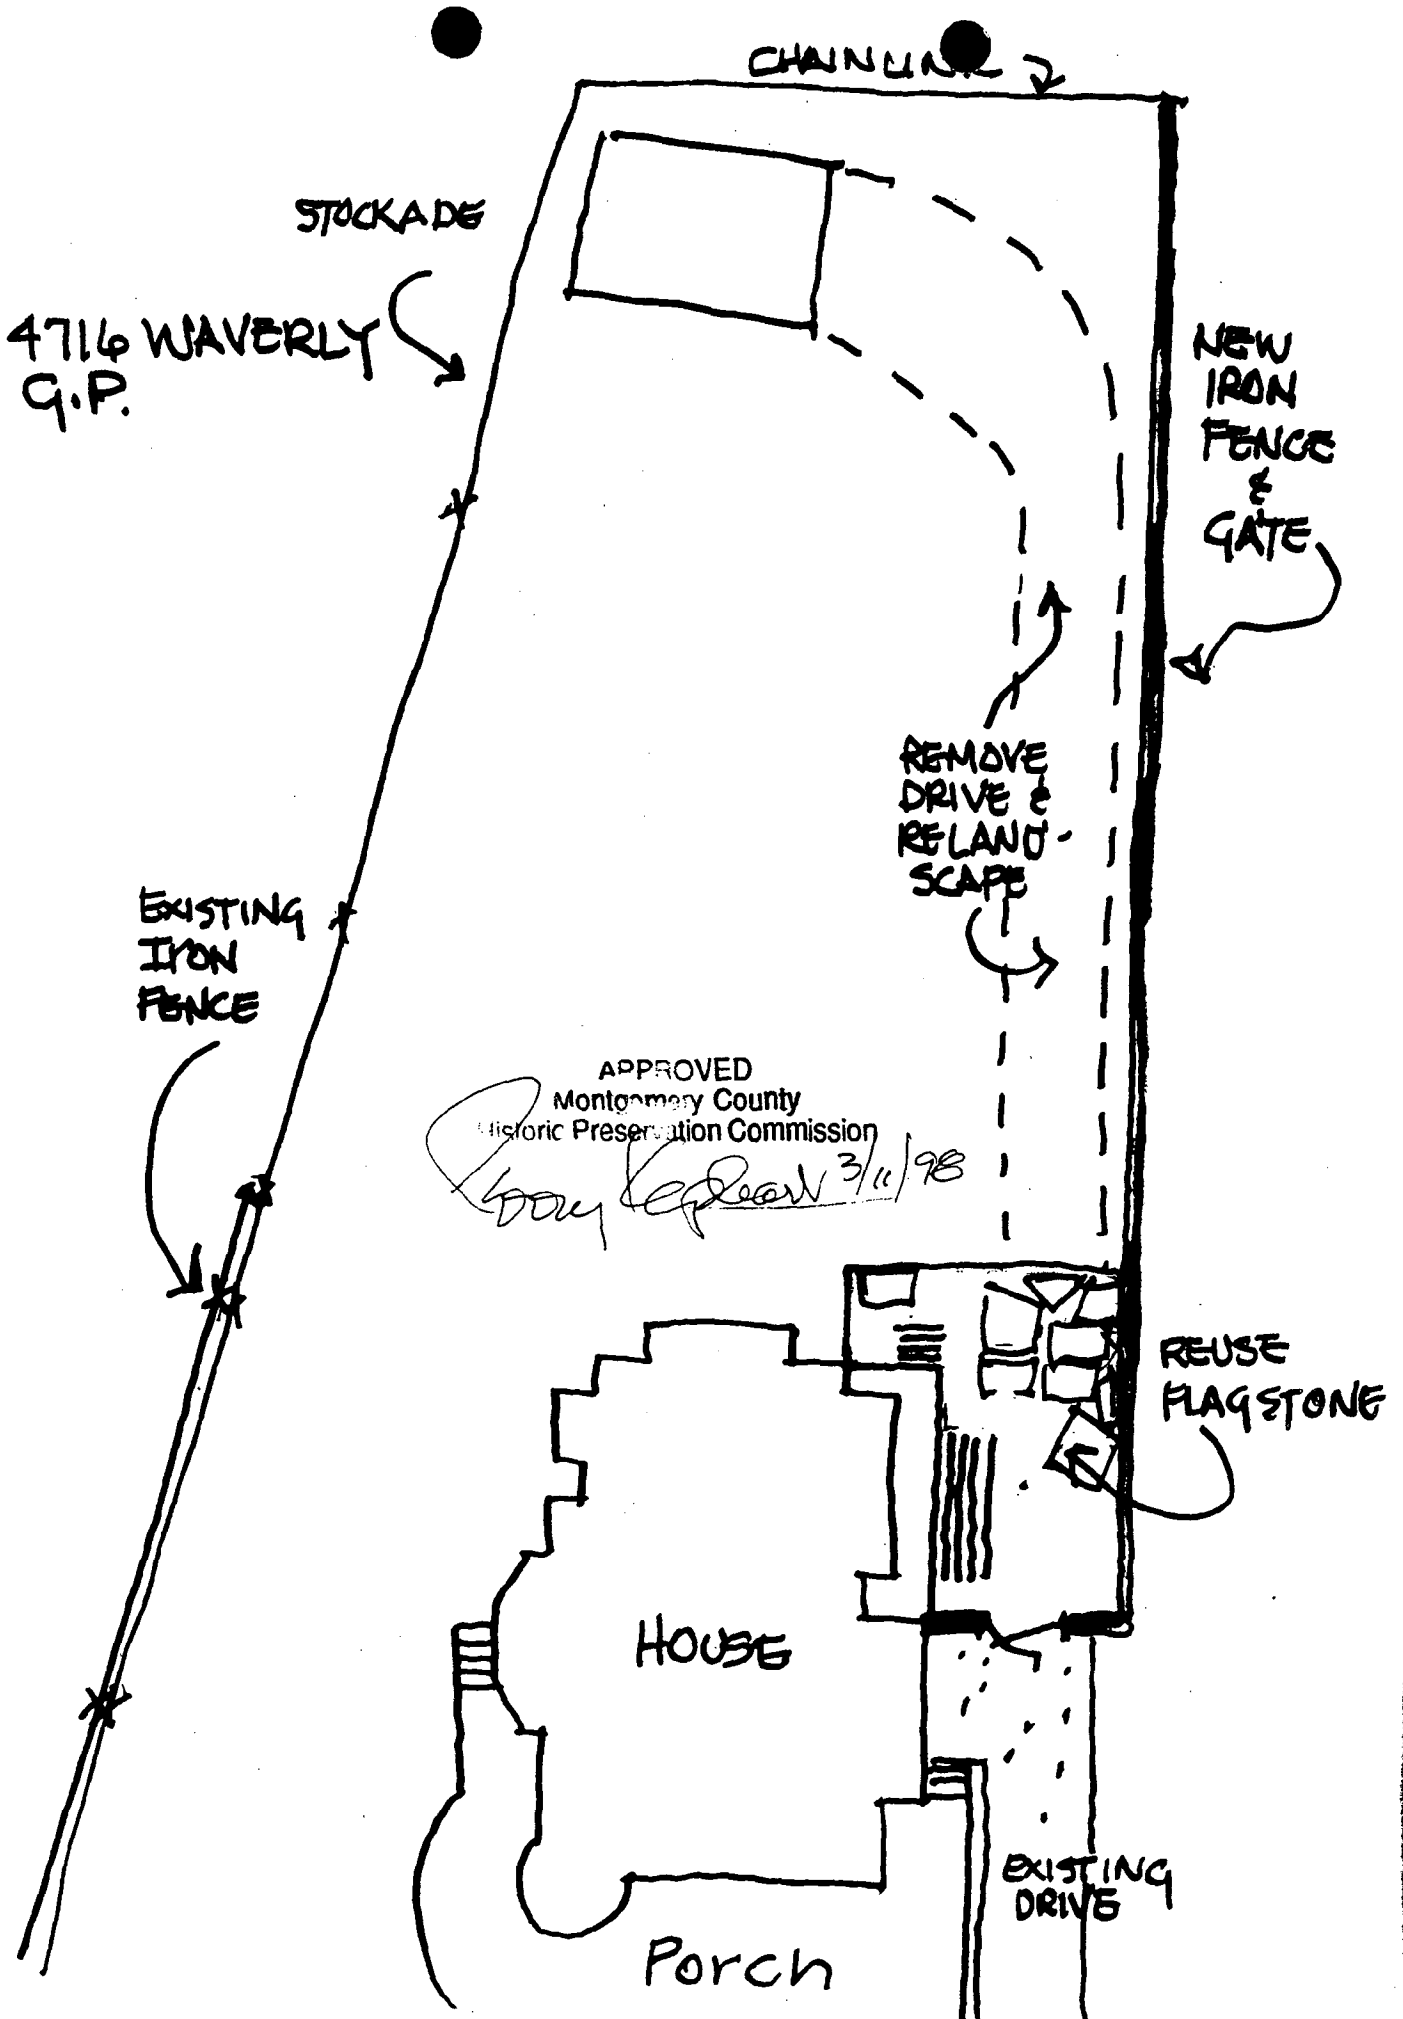 CHAINLINK
STOCKADE
4716 WAVERLY
G.P.
NEW
IRON
FENCE
&
GATE
REMOVE
DRIVE &
RELAND-
SCAPE
EXISTING
IRON
FENCE
APPROVED
Montgomery County
Historic Preservation Commission
3/11/98
REUSE
FLAGSTONE
HOUSE
EXISTING
DRIVE
Porch